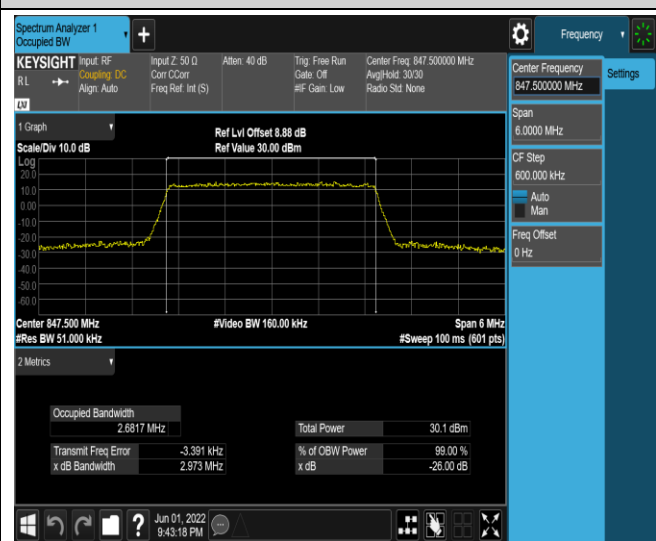 Spectrum Analyzer 1
Occupied BW
+
Frequency
KEYSIGHT
RL
LXI
Input: RF
Coupling: DC
Align: Auto
Input Z: 50 Ω
Corr CCorr
Freq Ref: Int (S)
Atten: 40 dB
Trig: Free Run
Gate: Off
#IF Gain: Low
Center Freq: 847.500000 MHz
Avg|Hold: 30/30
Radio Std: None
Center Frequency
847.500000 MHz
Settings
Span
6.0000 MHz
CF Step
600.000 kHz
Auto
Man
Freq Offset
0 Hz
1 Graph
Scale/Div 10.0 dB
Ref Lvl Offset 8.88 dB
Ref Value 30.00 dBm
Log
20.0
10.0
0.00
-10.0
-20.0
-30.0
-40.0
-50.0
-60.0
Center 847.500 MHz
#Video BW 160.00 kHz
Span 6 MHz
#Res BW 51.000 kHz
#Sweep 100 ms (601 pts)
2 Metrics
Occupied Bandwidth
2.6817 MHz
Total Power 30.1 dBm
Transmit Freq Error -3.391 kHz
% of OBW Power 99.00 %
x dB Bandwidth 2.973 MHz
x dB -26.00 dB
?
Jun 01, 2022
9:43:18 PM